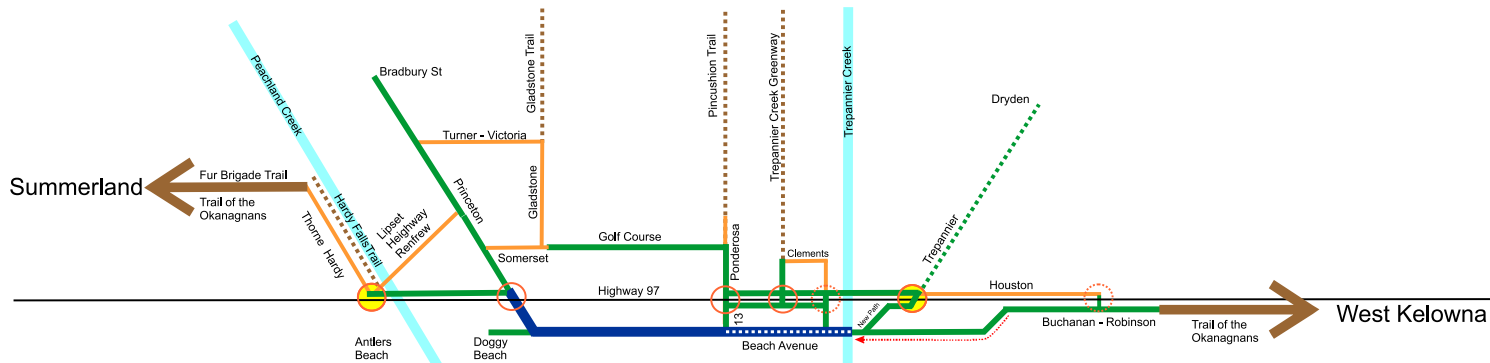 Summerland
Fur Brigade Trail
Trail of the
Okanagnans
Peachland Creek
Hardy FallsTrail
Thorne Hardy
Lipset
Heighway
Renfrew
Bradbury St
Princeton
Turner - Victoria
Gladstone Trail
Gladstone
Somerset
Golf Course
Pincushion Trail
Ponderosa
Trepannier Creek Greenway
Clements
Trepannier Creek
Dryden
Trepannier
Highway 97
Houston
13
New Path
Antlers
Beach
Doggy
Beach
Beach Avenue
Buchanan - Robinson
Trail of the
Okanagnans
West Kelowna